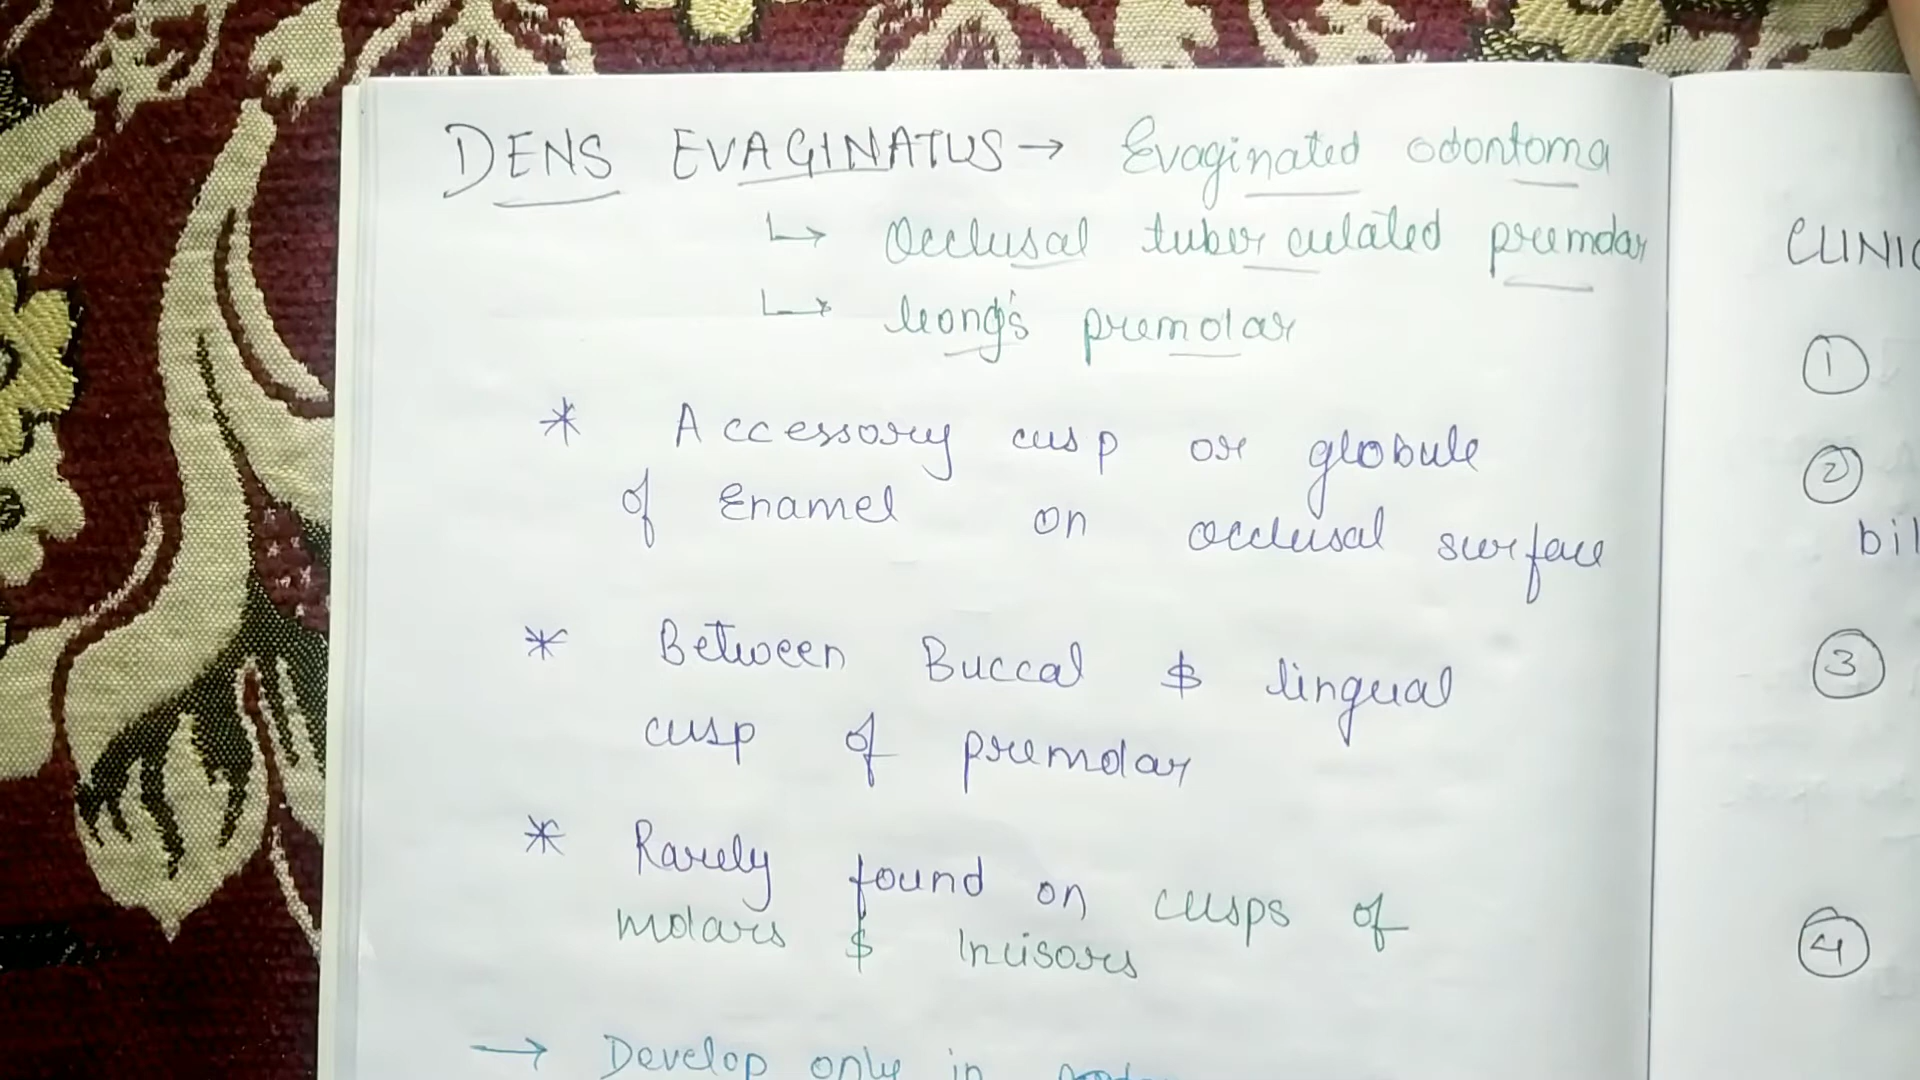 DENS EVAGINATUS → Evaginated odontoma
↳ Occlusal tuberculated premolar
↳ leong's premolar
* Accessory cusp or globule
of Enamel on occlusal surface
* Between Buccal $ lingual
cusp of premolar
* Rarely found on cusps of
molars $ Incisors
→ Develop only in
CLINIC
①
②
bil
③
④